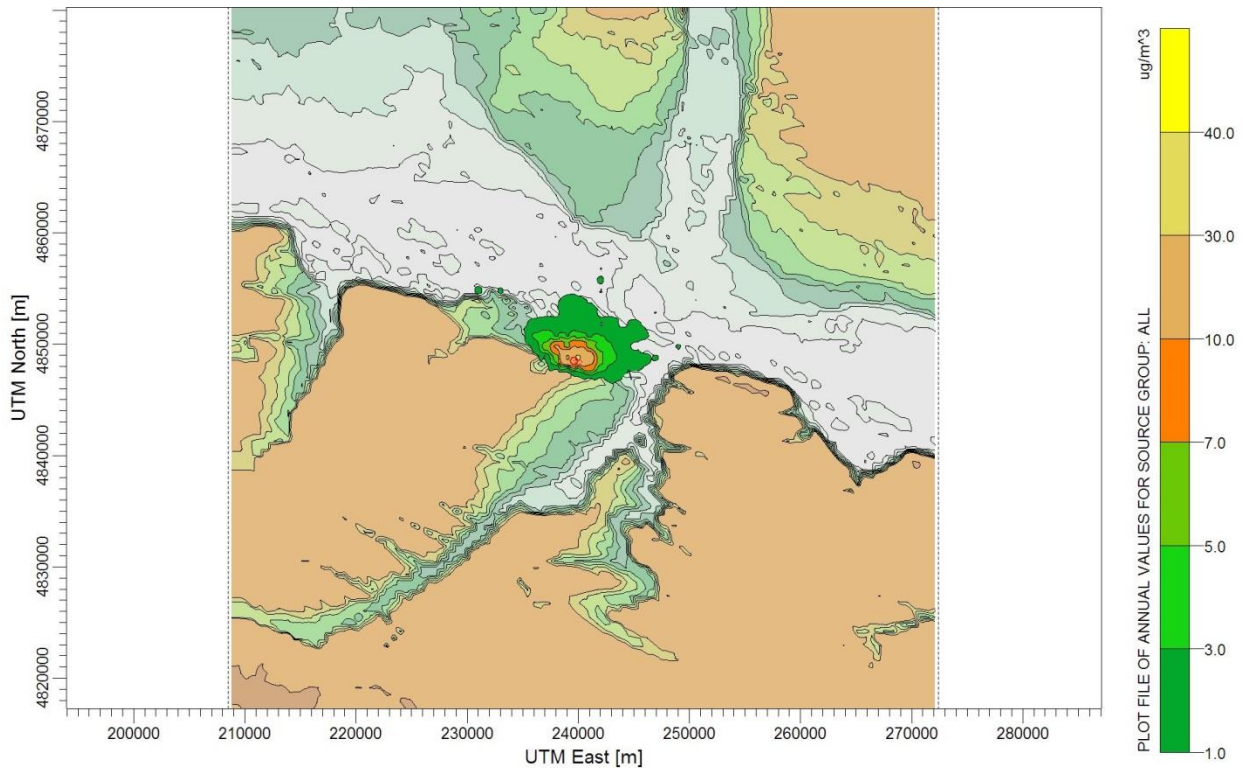 4870000
4860000
4850000
4840000
4830000
4820000
UTM North [m]
200000 210000 220000 230000 240000 250000 260000 270000 280000
UTM East [m]
ug/m^3
40.0
30.0
10.0
7.0
5.0
3.0
1.0
PLOT FILE OF ANNUAL VALUES FOR SOURCE GROUP: ALL